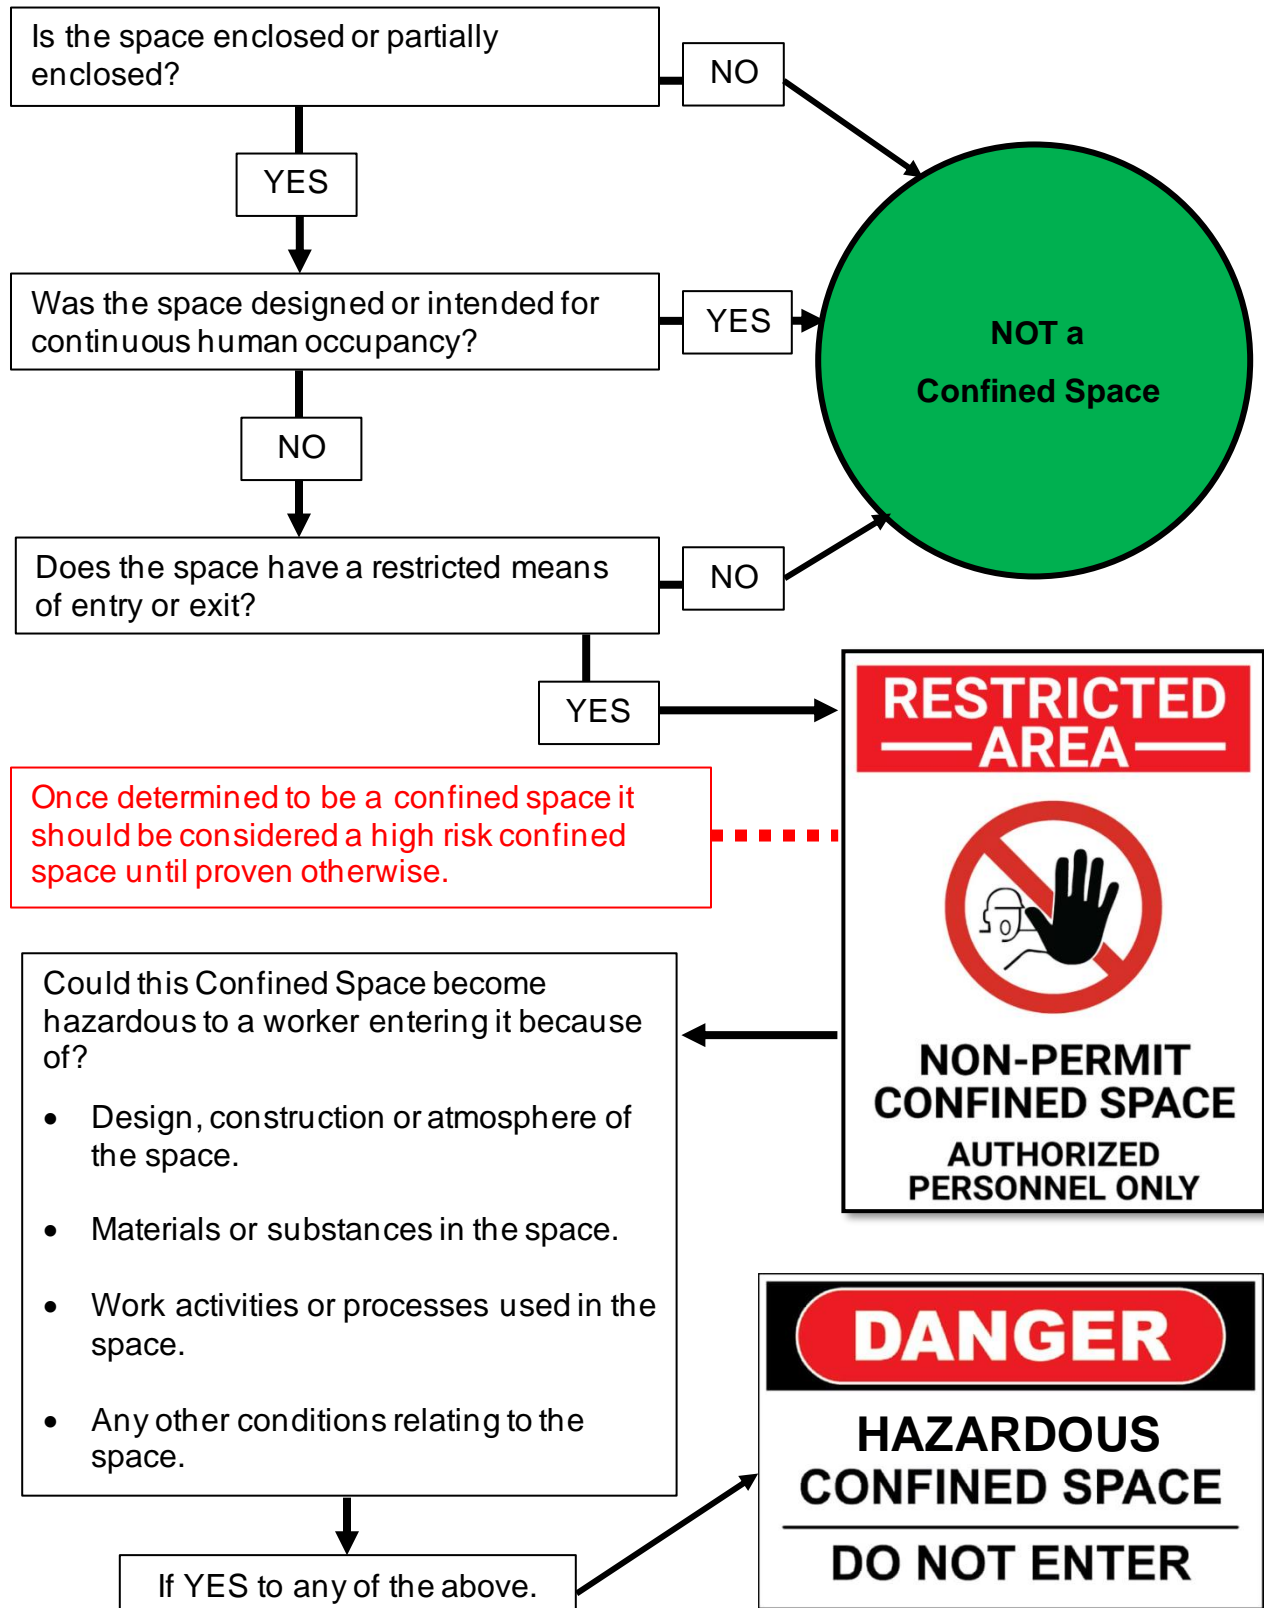 Is the space enclosed or partially
enclosed?
NO
YES
Was the space designed or intended for
continuous human occupancy?
YES
NOT a
Confined Space
NO
Does the space have a restricted means
of entry or exit?
NO
YES
RESTRICTED
AREA
Once determined to be a confined space it
should be considered a high risk confined
space until proven otherwise.
NON-PERMIT
CONFINED SPACE
AUTHORIZED
PERSONNEL ONLY
Could this Confined Space become
hazardous to a worker entering it because
of?
• Design, construction or atmosphere of
the space.
• Materials or substances in the space.
• Work activities or processes used in the
space.
• Any other conditions relating to the
space.
If YES to any of the above.
DANGER
HAZARDOUS
CONFINED SPACE
DO NOT ENTER